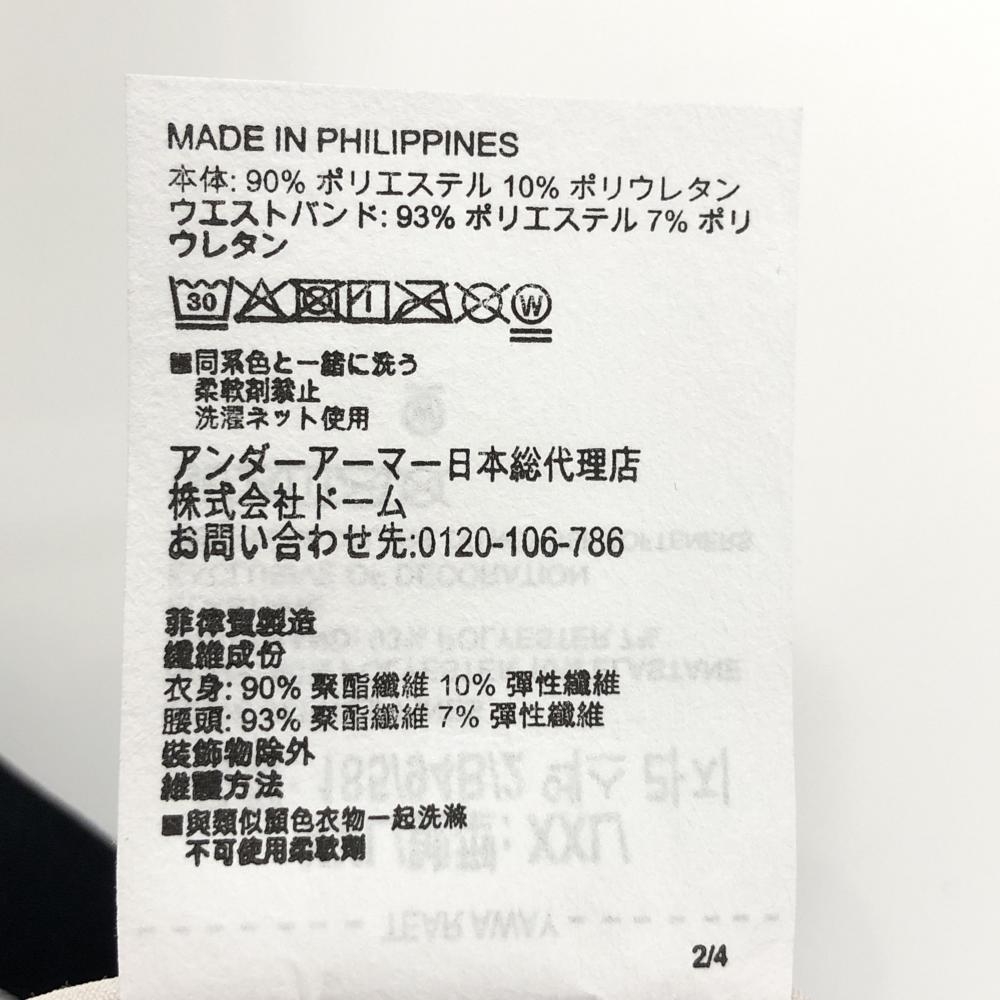 MADE IN PHILIPPINES
本体: 90% ポリエステル 10% ポリウレタン
ウエストバンド: 93% ポリエステル 7% ポリ
ウレタン
30
W
■同系色と一緒に洗う
柔軟剤禁止
洗濯ネット使用
アンダーアーマー日本総代理店
株式会社ドーム
お問い合わせ先:0120-106-786
菲律賓製造
纖維成份
衣身: 90% 聚酯纖維 10% 彈性纖維
腰頭: 93% 聚酯纖維 7% 彈性纖維
裝飾物除外
維護方法
■與類似顏色衣物一起洗滌
不可使用柔軟劑
TEAR AWAY
2/4